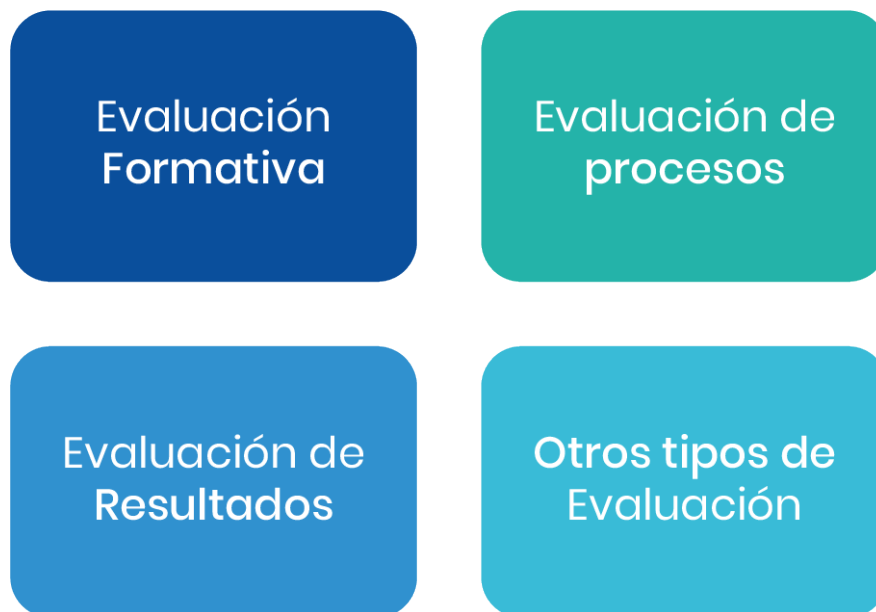 Evaluación
Formativa
Evaluación de
procesos
Evaluación de
Resultados
Otros tipos de
Evaluación